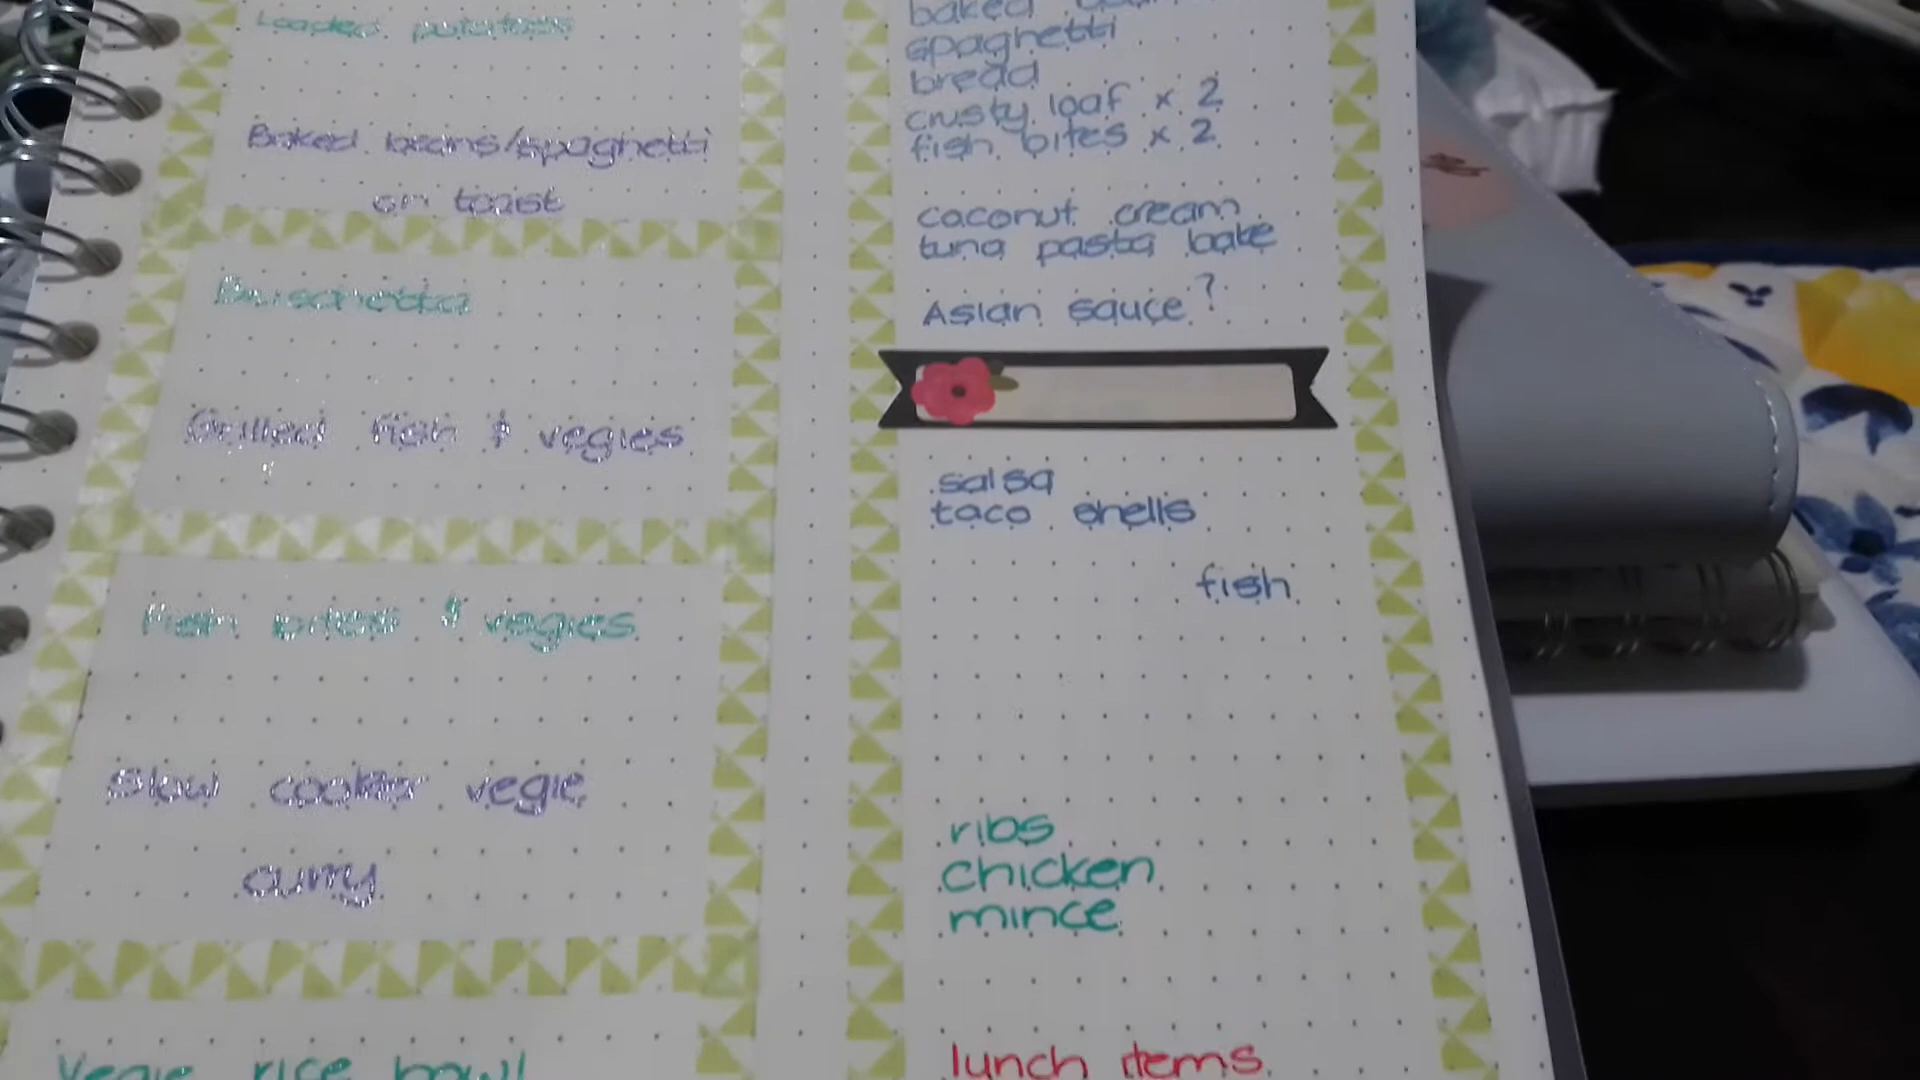 Loaded potatoes
Baked beans/spaghetti
on toast
Bruschetta
Grilled fish & vegies
Fish bites & vegies
Slow cooker vegie
curry
Vegie rice bowl
baked
spaghetti
bread
crusty loaf x 2
fish bites x 2
coconut cream
tuna pasta bake
Asian sauce?
salsa
taco shells
fish
ribs
chicken
mince
lunch items